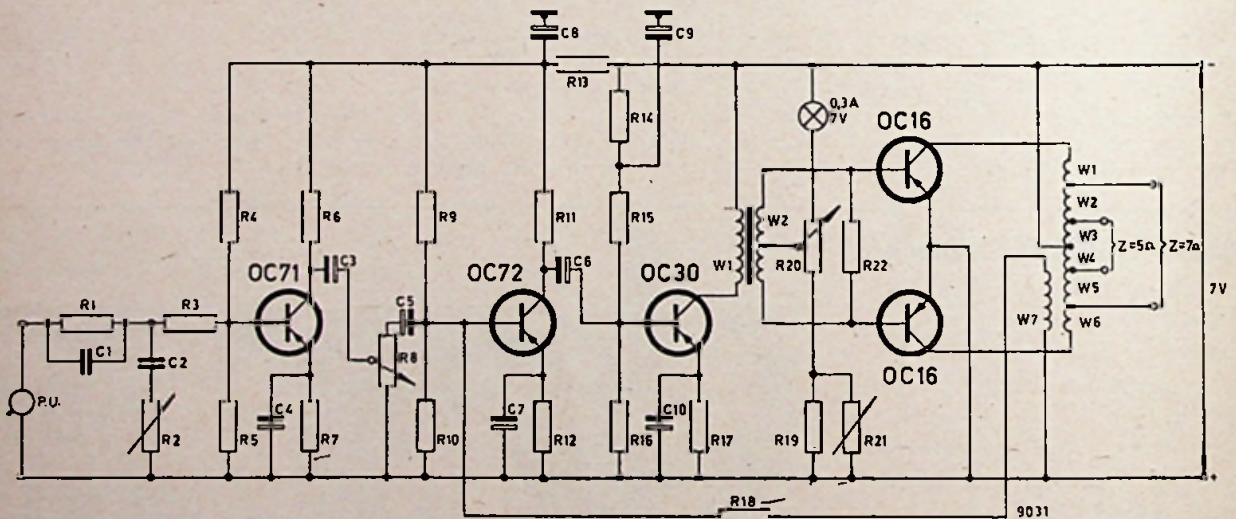 C8
C9
R13
-
0,3A
7V
R14
OC16
W1
W2
R4
R6
R9
R11
R15
W2
W3
Z=5Ω
Z=7Ω
W4
C3
C6
W1
R20
R22
OC71
OC72
OC30
W5
7V
C5
W7
W6
R1
R3
R8
OC16
C1
C2
P.U.
C4
C7
C10
R2
R5
R7
R10
R12
R16
R17
R19
R21
+
R18
9031